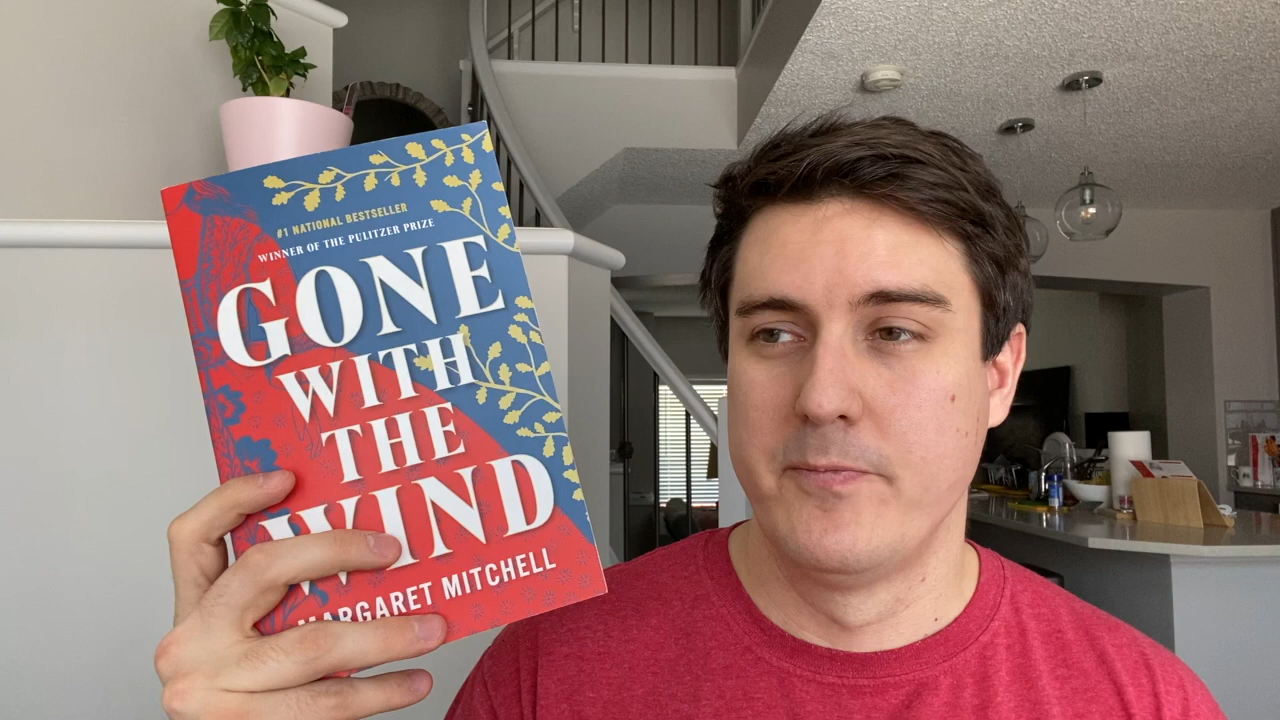 #1 NATIONAL BESTSELLER
WINNER OF THE PULITZER PRIZE
GONE
WITH
THE
WIND
MARGARET MITCHELL